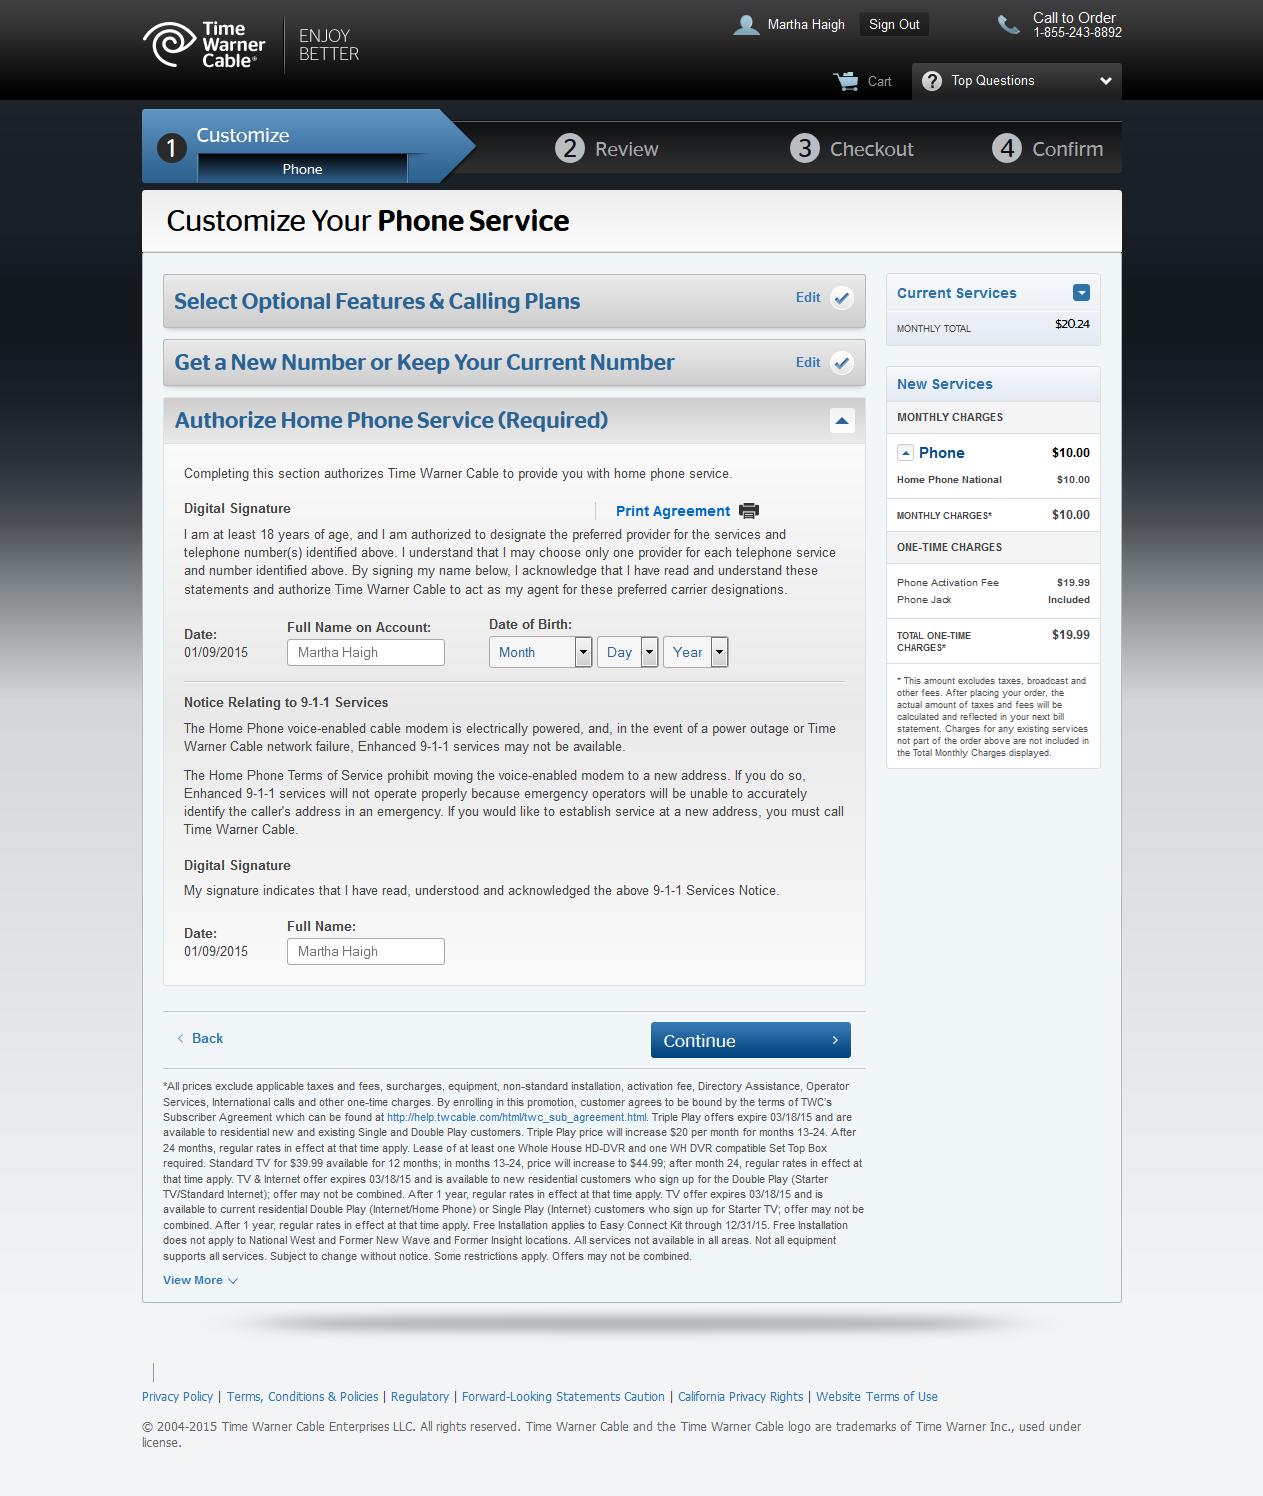 Time
Warner
Cable®
ENJOY
BETTER
Martha Haigh
Sign Out
Call to Order
1-855-243-8892
Cart
? Top Questions
1 Customize
Phone
2 Review
3 Checkout
4 Confirm
Customize Your Phone Service
Select Optional Features & Calling Plans
Edit
Get a New Number or Keep Your Current Number
Edit
Authorize Home Phone Service (Required)
Completing this section authorizes Time Warner Cable to provide you with home phone service.
Digital Signature
Print Agreement
I am at least 18 years of age, and I am authorized to designate the preferred provider for the services and
telephone number(s) identified above. I understand that I may choose only one provider for each telephone service
and number identified above. By signing my name below, I acknowledge that I have read and understand these
statements and authorize Time Warner Cable to act as my agent for these preferred carrier designations.
Date:
01/09/2015
Full Name on Account:
Martha Haigh
Date of Birth:
Month
Day
Year
Notice Relating to 9-1-1 Services
The Home Phone voice-enabled cable modem is electrically powered, and, in the event of a power outage or Time
Warner Cable network failure, Enhanced 9-1-1 services may not be available.
The Home Phone Terms of Service prohibit moving the voice-enabled modem to a new address. If you do so,
Enhanced 9-1-1 services will not operate properly because emergency operators will be unable to accurately
identify the caller's address in an emergency. If you would like to establish service at a new address, you must call
Time Warner Cable.
Digital Signature
My signature indicates that I have read, understood and acknowledged the above 9-1-1 Services Notice.
Date:
01/09/2015
Full Name:
Martha Haigh
Back
Continue
*All prices exclude applicable taxes and fees, surcharges, equipment, non-standard installation, activation fee, Directory Assistance, Operator
Services, International calls and other one-time charges. By enrolling in this promotion, customer agrees to be bound by the terms of TWC's
Subscriber Agreement which can be found at http://help.twcable.com/html/twc_sub_agreement.html. Triple Play offers expire 03/18/15 and are
available to residential new and existing Single and Double Play customers. Triple Play price will increase $20 per month for months 13-24. After
24 months, regular rates in effect at that time apply. Lease of at least one Whole House HD-DVR and one WH DVR compatible Set Top Box
required. Standard TV for $39.99 available for 12 months; in months 13-24, price will increase to $44.99; after month 24, regular rates in effect at
that time apply. TV & Internet offer expires 03/18/15 and is available to new residential customers who sign up for the Double Play (Starter
TV/Standard Internet); offer may not be combined. After 1 year, regular rates in effect at that time apply. TV offer expires 03/18/15 and is
available to current residential Double Play (Internet/Home Phone) or Single Play (Internet) customers who sign up for Starter TV; offer may not be
combined. After 1 year, regular rates in effect at that time apply. Free Installation applies to Easy Connect Kit through 12/31/15. Free Installation
does not apply to National West and Former New Wave and Former Insight locations. All services not available in all areas. Not all equipment
supports all services. Subject to change without notice. Some restrictions apply. Offers may not be combined.
View More
Current Services
MONTHLY TOTAL $20.24
New Services
MONTHLY CHARGES
Phone $10.00
Home Phone National $10.00
MONTHLY CHARGES* $10.00
ONE-TIME CHARGES
Phone Activation Fee $19.99
Phone Jack Included
TOTAL ONE-TIME $19.99
CHARGES*
* This amount excludes taxes, broadcast and
other fees. After placing your order, the
actual amount of taxes and fees will be
calculated and reflected in your next bill
statement. Charges for any existing services
not part of the order above are not included in
the Total Monthly Charges displayed.
Privacy Policy | Terms, Conditions & Policies | Regulatory | Forward-Looking Statements Caution | California Privacy Rights | Website Terms of Use
© 2004-2015 Time Warner Cable Enterprises LLC. All rights reserved. Time Warner Cable and the Time Warner Cable logo are trademarks of Time Warner Inc., used under
license.